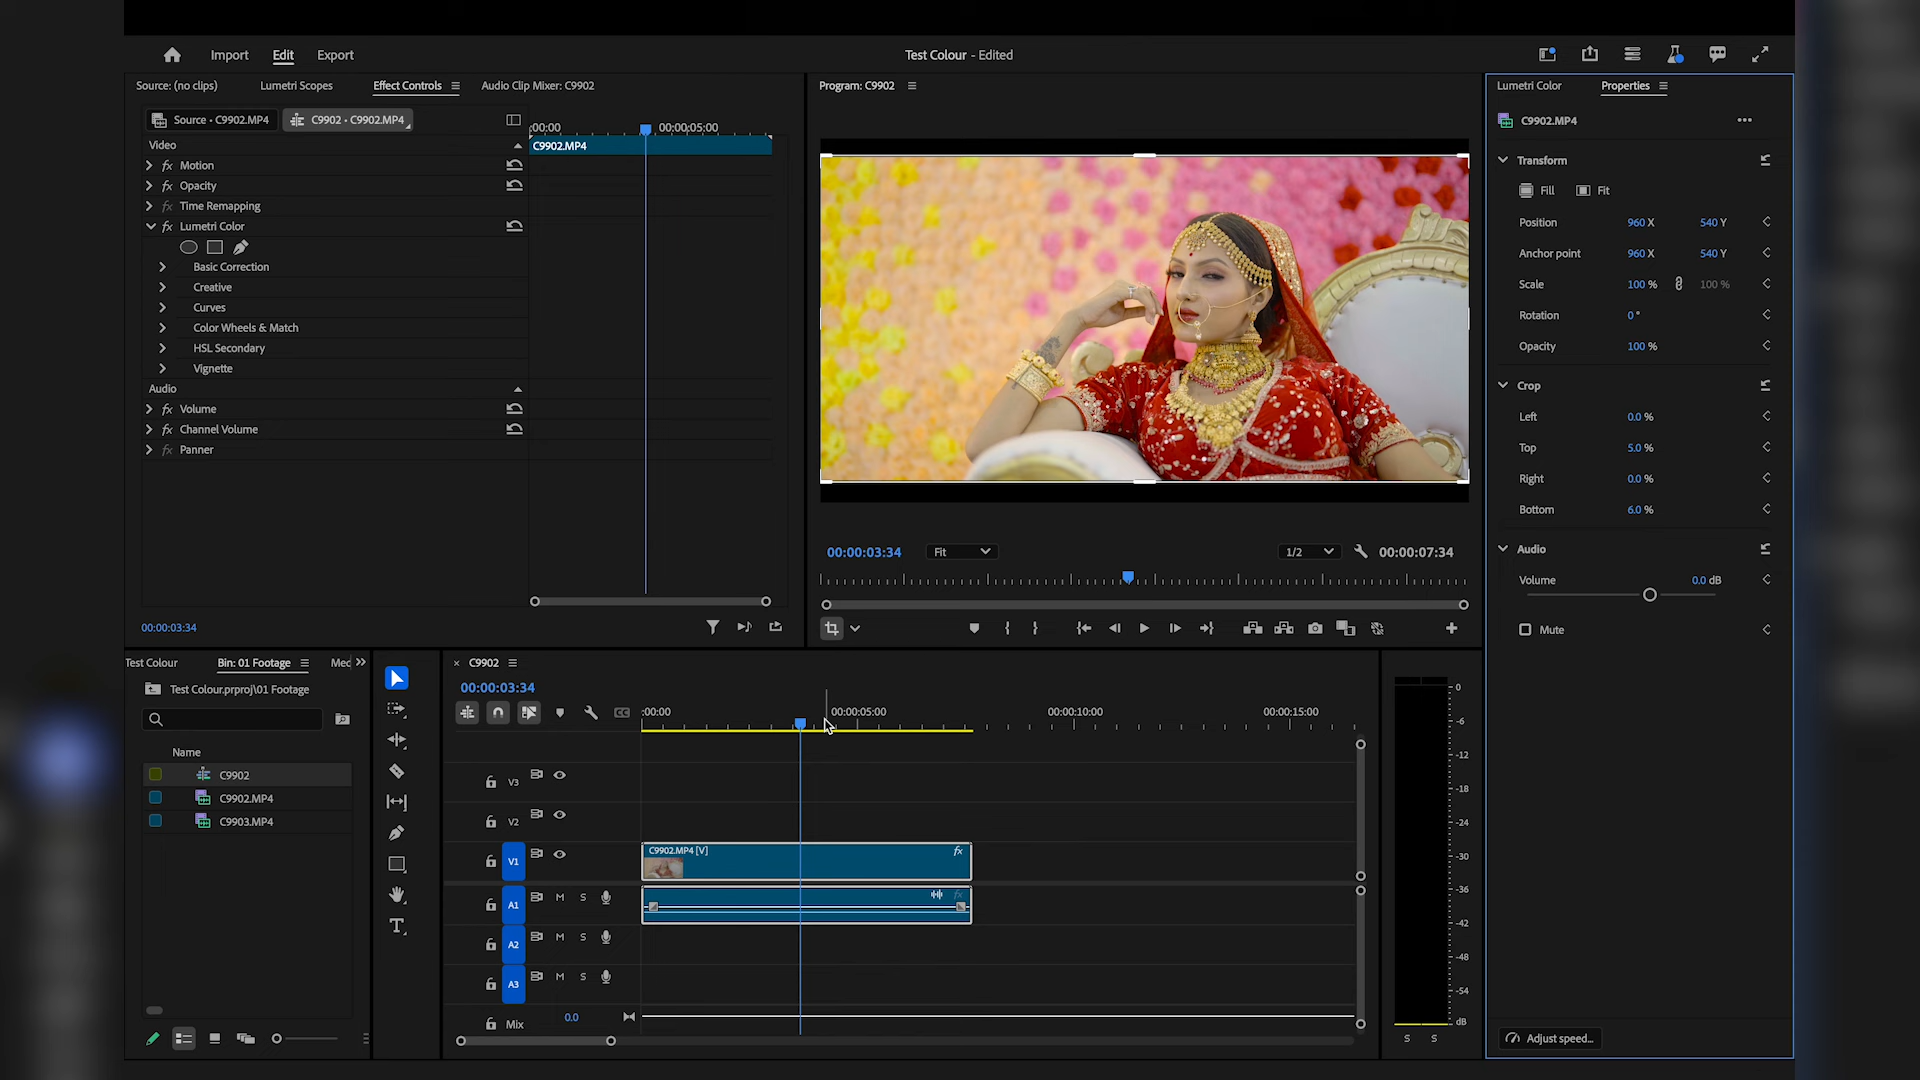 Import Edit Export
Test Colour - Edited
Source: (no clips) Lumetri Scopes Effect Controls Audio Clip Mixer: C9902
Source • C9902.MP4 C9902 • C9902.MP4
:00:00 00:00:05:00
Video
C9902.MP4
fx Motion
fx Opacity
fx Time Remapping
fx Lumetri Color
Basic Correction
Creative
Curves
Color Wheels & Match
HSL Secondary
Vignette
Audio
fx Volume
fx Channel Volume
fx Panner
00:00:03:34
Program: C9902
00:00:03:34 Fit 1/2 00:00:07:34
Lumetri Color Properties
C9902.MP4
Transform
Fill Fit
Position 960 X 540 Y
Anchor point 960 X 540 Y
Scale 100 % 100 %
Rotation 0 °
Opacity 100 %
Crop
Left 0.0 %
Top 5.0 %
Right 0.0 %
Bottom 6.0 %
Audio
Volume 0.0 dB
Mute
Adjust speed...
Test Colour Bin: 01 Footage Med
Test Colour.prproj\01 Footage
Name
C9902
C9902.MP4
C9903.MP4
C9902
00:00:03:34
CC
:00:00 00:00:05:00 00:00:10:00 00:00:15:00
V3
V2
V1 C9902.MP4 [V] fx
A1 M S fx
A2 M S
A3 M S
Mix 0.0
T
0
-6
-12
-18
-24
-30
-36
-42
-48
-54
dB
S S